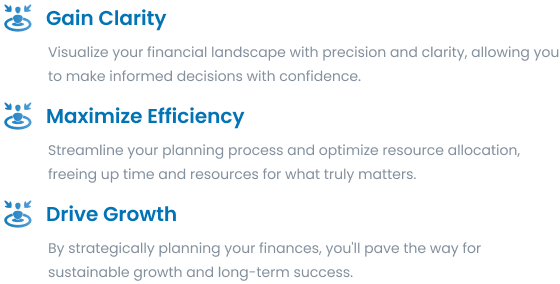 Gain Clarity
Visualize your financial landscape with precision and clarity, allowing you
to make informed decisions with confidence.
Maximize Efficiency
Streamline your planning process and optimize resource allocation,
freeing up time and resources for what truly matters.
Drive Growth
By strategically planning your finances, you'll pave the way for
sustainable growth and long-term success.